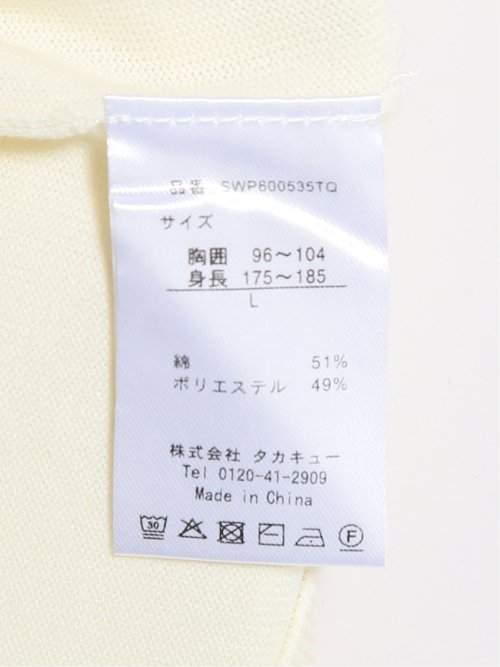 品番 SWP600535TQ
サイズ
胸囲 96～104
身長 175～185
L
綿 51%
ポリエステル 49%
株式会社 タカキュー
Tel 0120-41-2909
Made in China
30
F